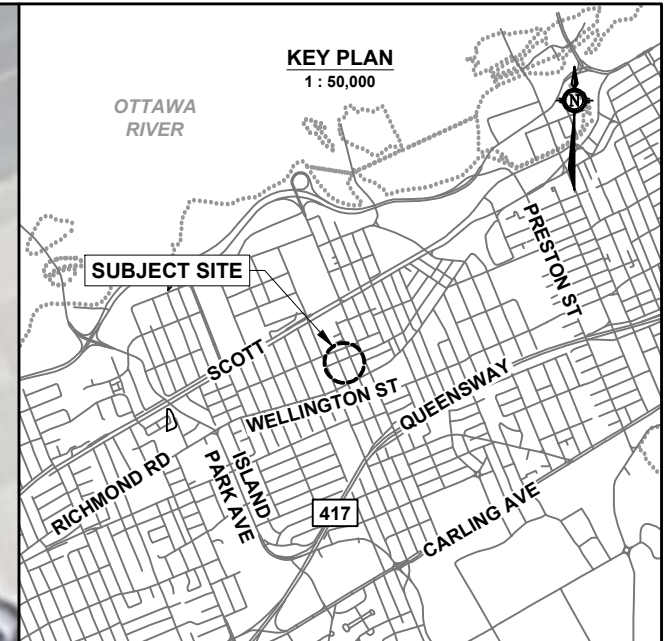 KEY PLAN
1 : 50,000
OTTAWA
RIVER
N
PRESTON ST
SUBJECT SITE
SCOTT
WELLINGTON ST
QUEENSWAY
RICHMOND RD
ISLAND
PARK AVE
417
CARLING AVE